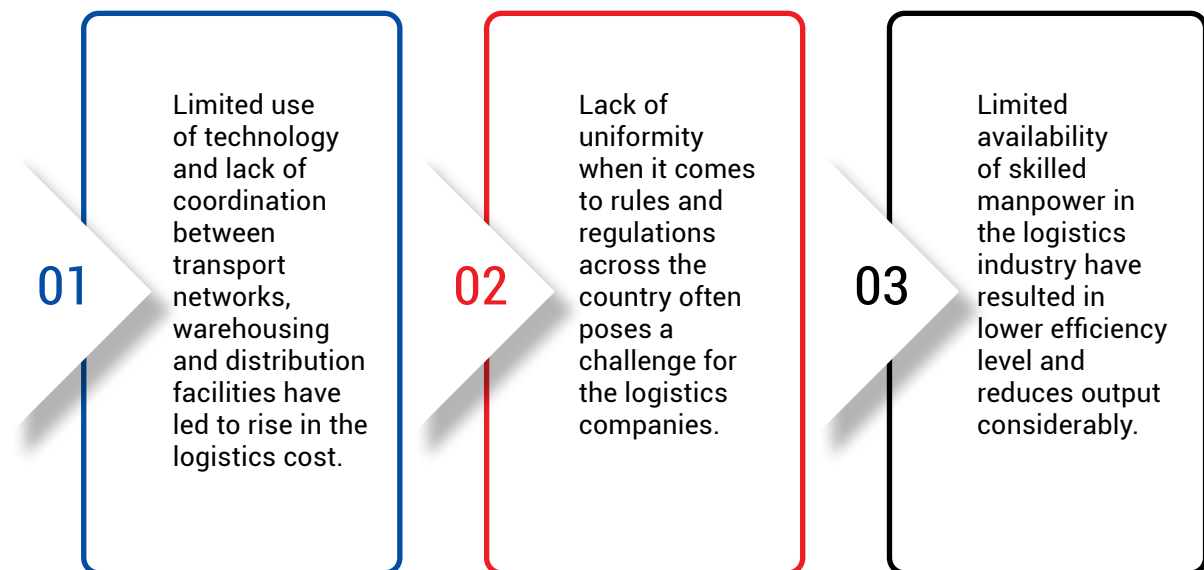 01
Limited use
of technology
and lack of
coordination
between
transport
networks,
warehousing
and distribution
facilities have
led to rise in the
logistics cost.
02
Lack of
uniformity
when it comes
to rules and
regulations
across the
country often
poses a
challenge for
the logistics
companies.
03
Limited
availability
of skilled
manpower in
the logistics
industry have
resulted in
lower efficiency
level and
reduces output
considerably.